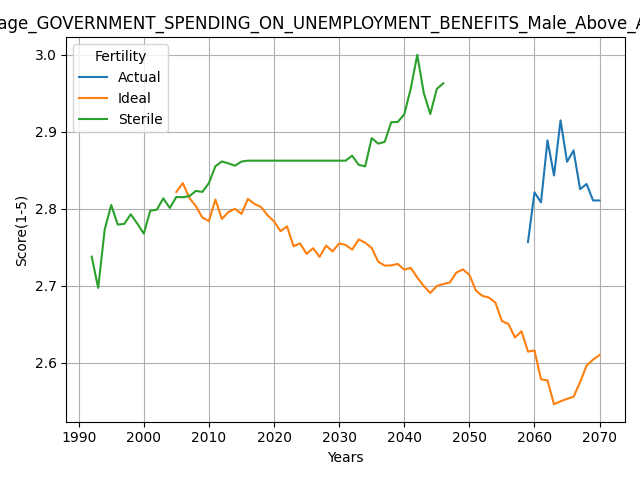 age_GOVERNMENT_SPENDING_ON_UNEMPLOYMENT_BENEFITS_Male_Above_A
Fertility
Actual
Ideal
Sterile
Score(1-5)
3.0
2.9
2.8
2.7
2.6
1990 2000 2010 2020 2030 2040 2050 2060 2070
Years